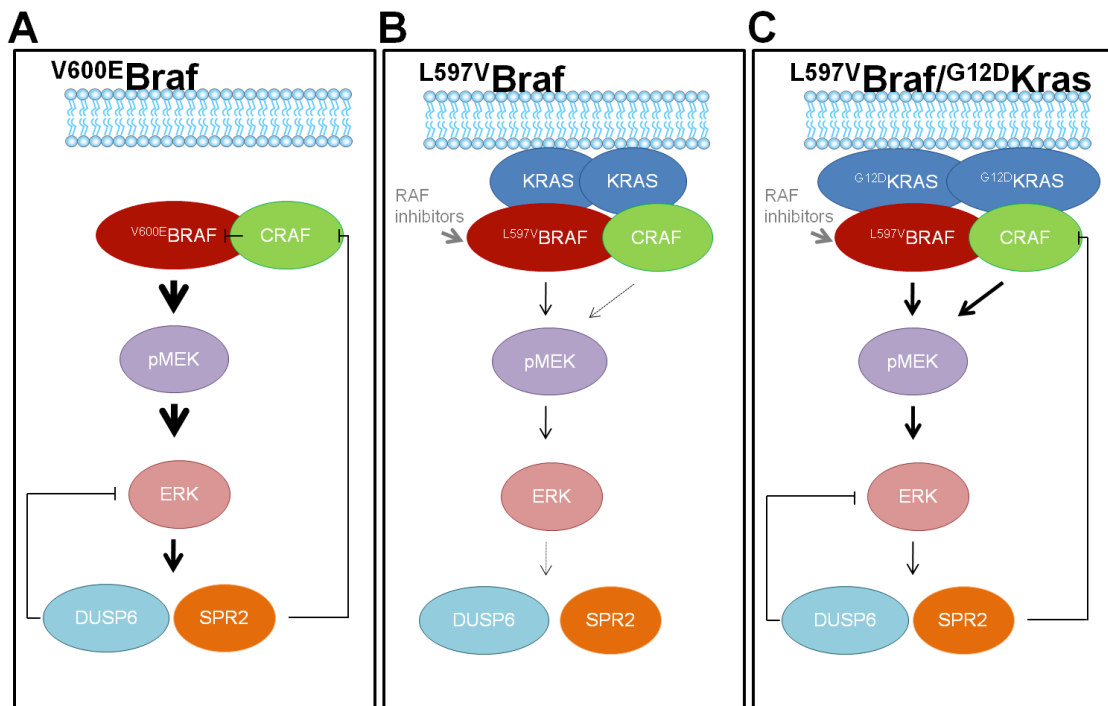 A
V600EBraf
V600EBRAF
CRAF
pMEK
ERK
DUSP6
SPR2
B
L597VBraf
KRAS
KRAS
RAF
inhibitors
L597VBRAF
CRAF
pMEK
ERK
DUSP6
SPR2
C
L597VBraf/G12DKras
G12DKRAS
G12DKRAS
RAF
inhibitors
L597VBRAF
CRAF
pMEK
ERK
DUSP6
SPR2